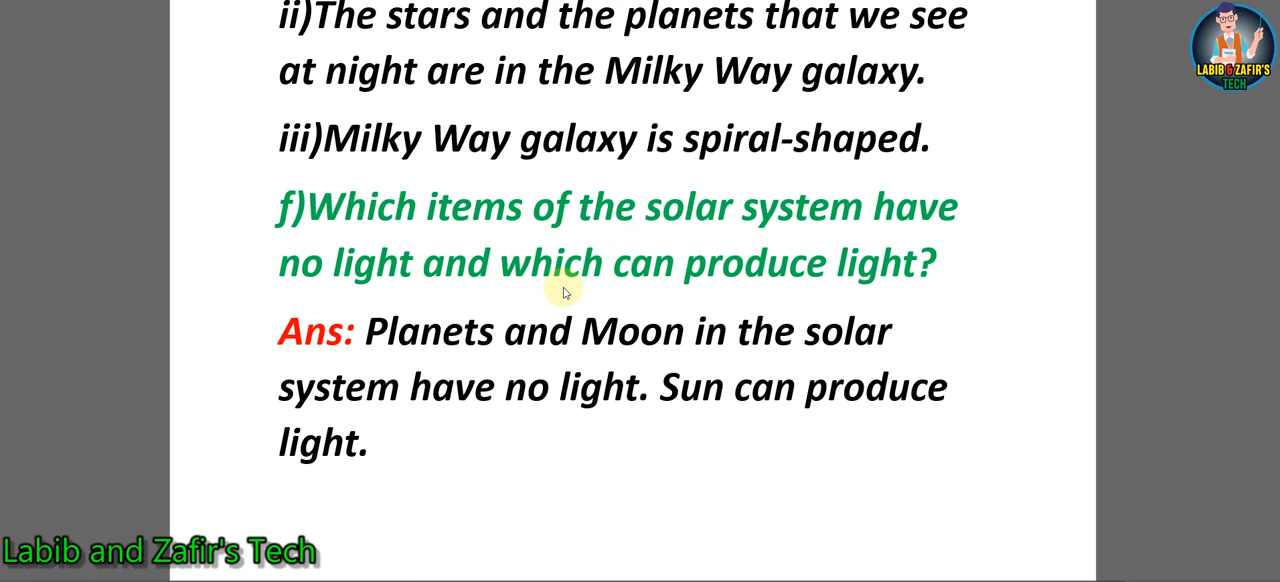 ii)The stars and the planets that we see
at night are in the Milky Way galaxy.
iii)Milky Way galaxy is spiral-shaped.
f)Which items of the solar system have
no light and which can produce light?
Ans: Planets and Moon in the solar
system have no light. Sun can produce
light.
LABIB & ZAFIR'S
TECH
Labib and Zafir's Tech